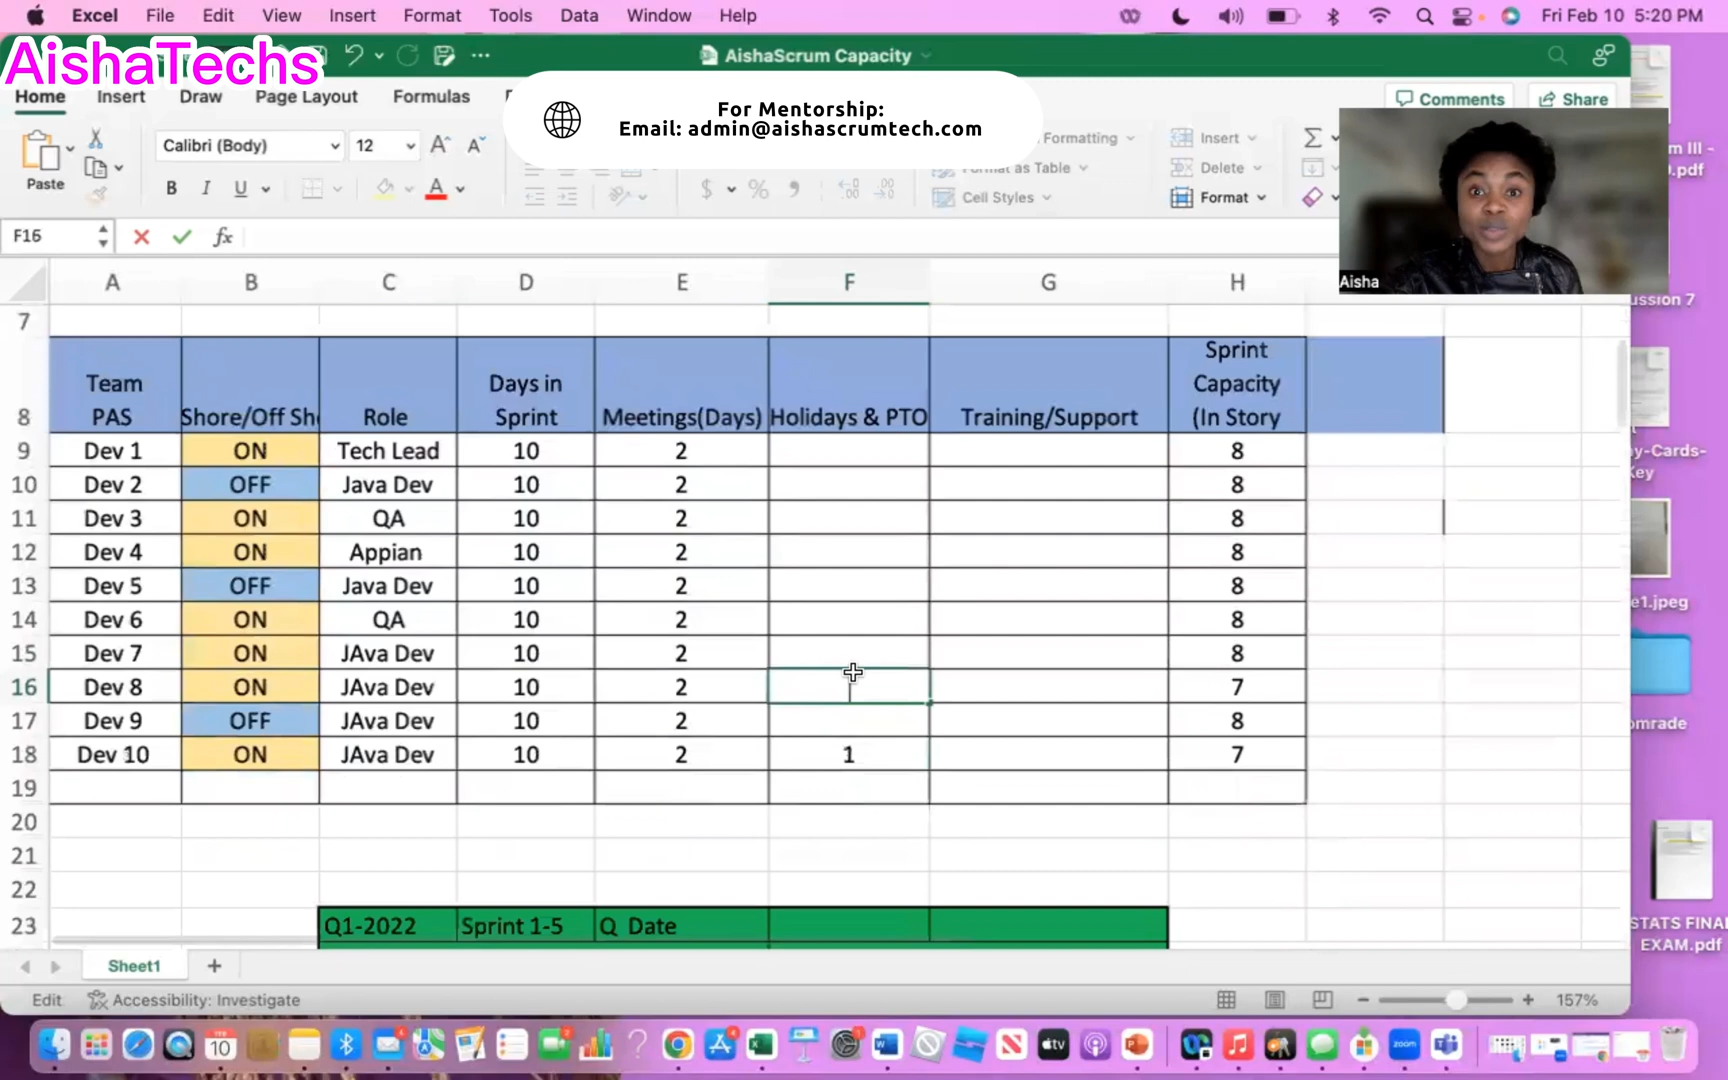 Excel File Edit View Insert Format Tools Data Window Help Fri Feb 10 5:20 PM
AishaTechs
AishaScrum Capacity
Home Insert Draw Page Layout Formulas
Comments Share
For Mentorship:
Email: admin@aishascrumtech.com
Paste
Calibri (Body) 12
B I U
$ % 9
Formatting
Format as Table
Cell Styles
Insert
Delete
Format
Aisha
F16 fx
A B C D E F G H
7
8 Team PAS Shore/Off Sh Role Days in Sprint Meetings(Days) Holidays & PTO Training/Support Sprint Capacity (In Story
9 Dev 1 ON Tech Lead 10 2 8
10 Dev 2 OFF Java Dev 10 2 8
11 Dev 3 ON QA 10 2 8
12 Dev 4 ON Appian 10 2 8
13 Dev 5 OFF Java Dev 10 2 8
14 Dev 6 ON QA 10 2 8
15 Dev 7 ON JAva Dev 10 2 8
16 Dev 8 ON JAva Dev 10 2 7
17 Dev 9 OFF JAva Dev 10 2 8
18 Dev 10 ON JAva Dev 10 2 1 7
19
20
21
22
23 Q1-2022 Sprint 1-5 Q Date
Sheet1
Edit Accessibility: Investigate 157%
m III -
.pdf
ussion 7
y-Cards-
Key
e1.jpeg
omrade
STATS FINAL
EXAM.pdf
FEB
10
tv
zoom